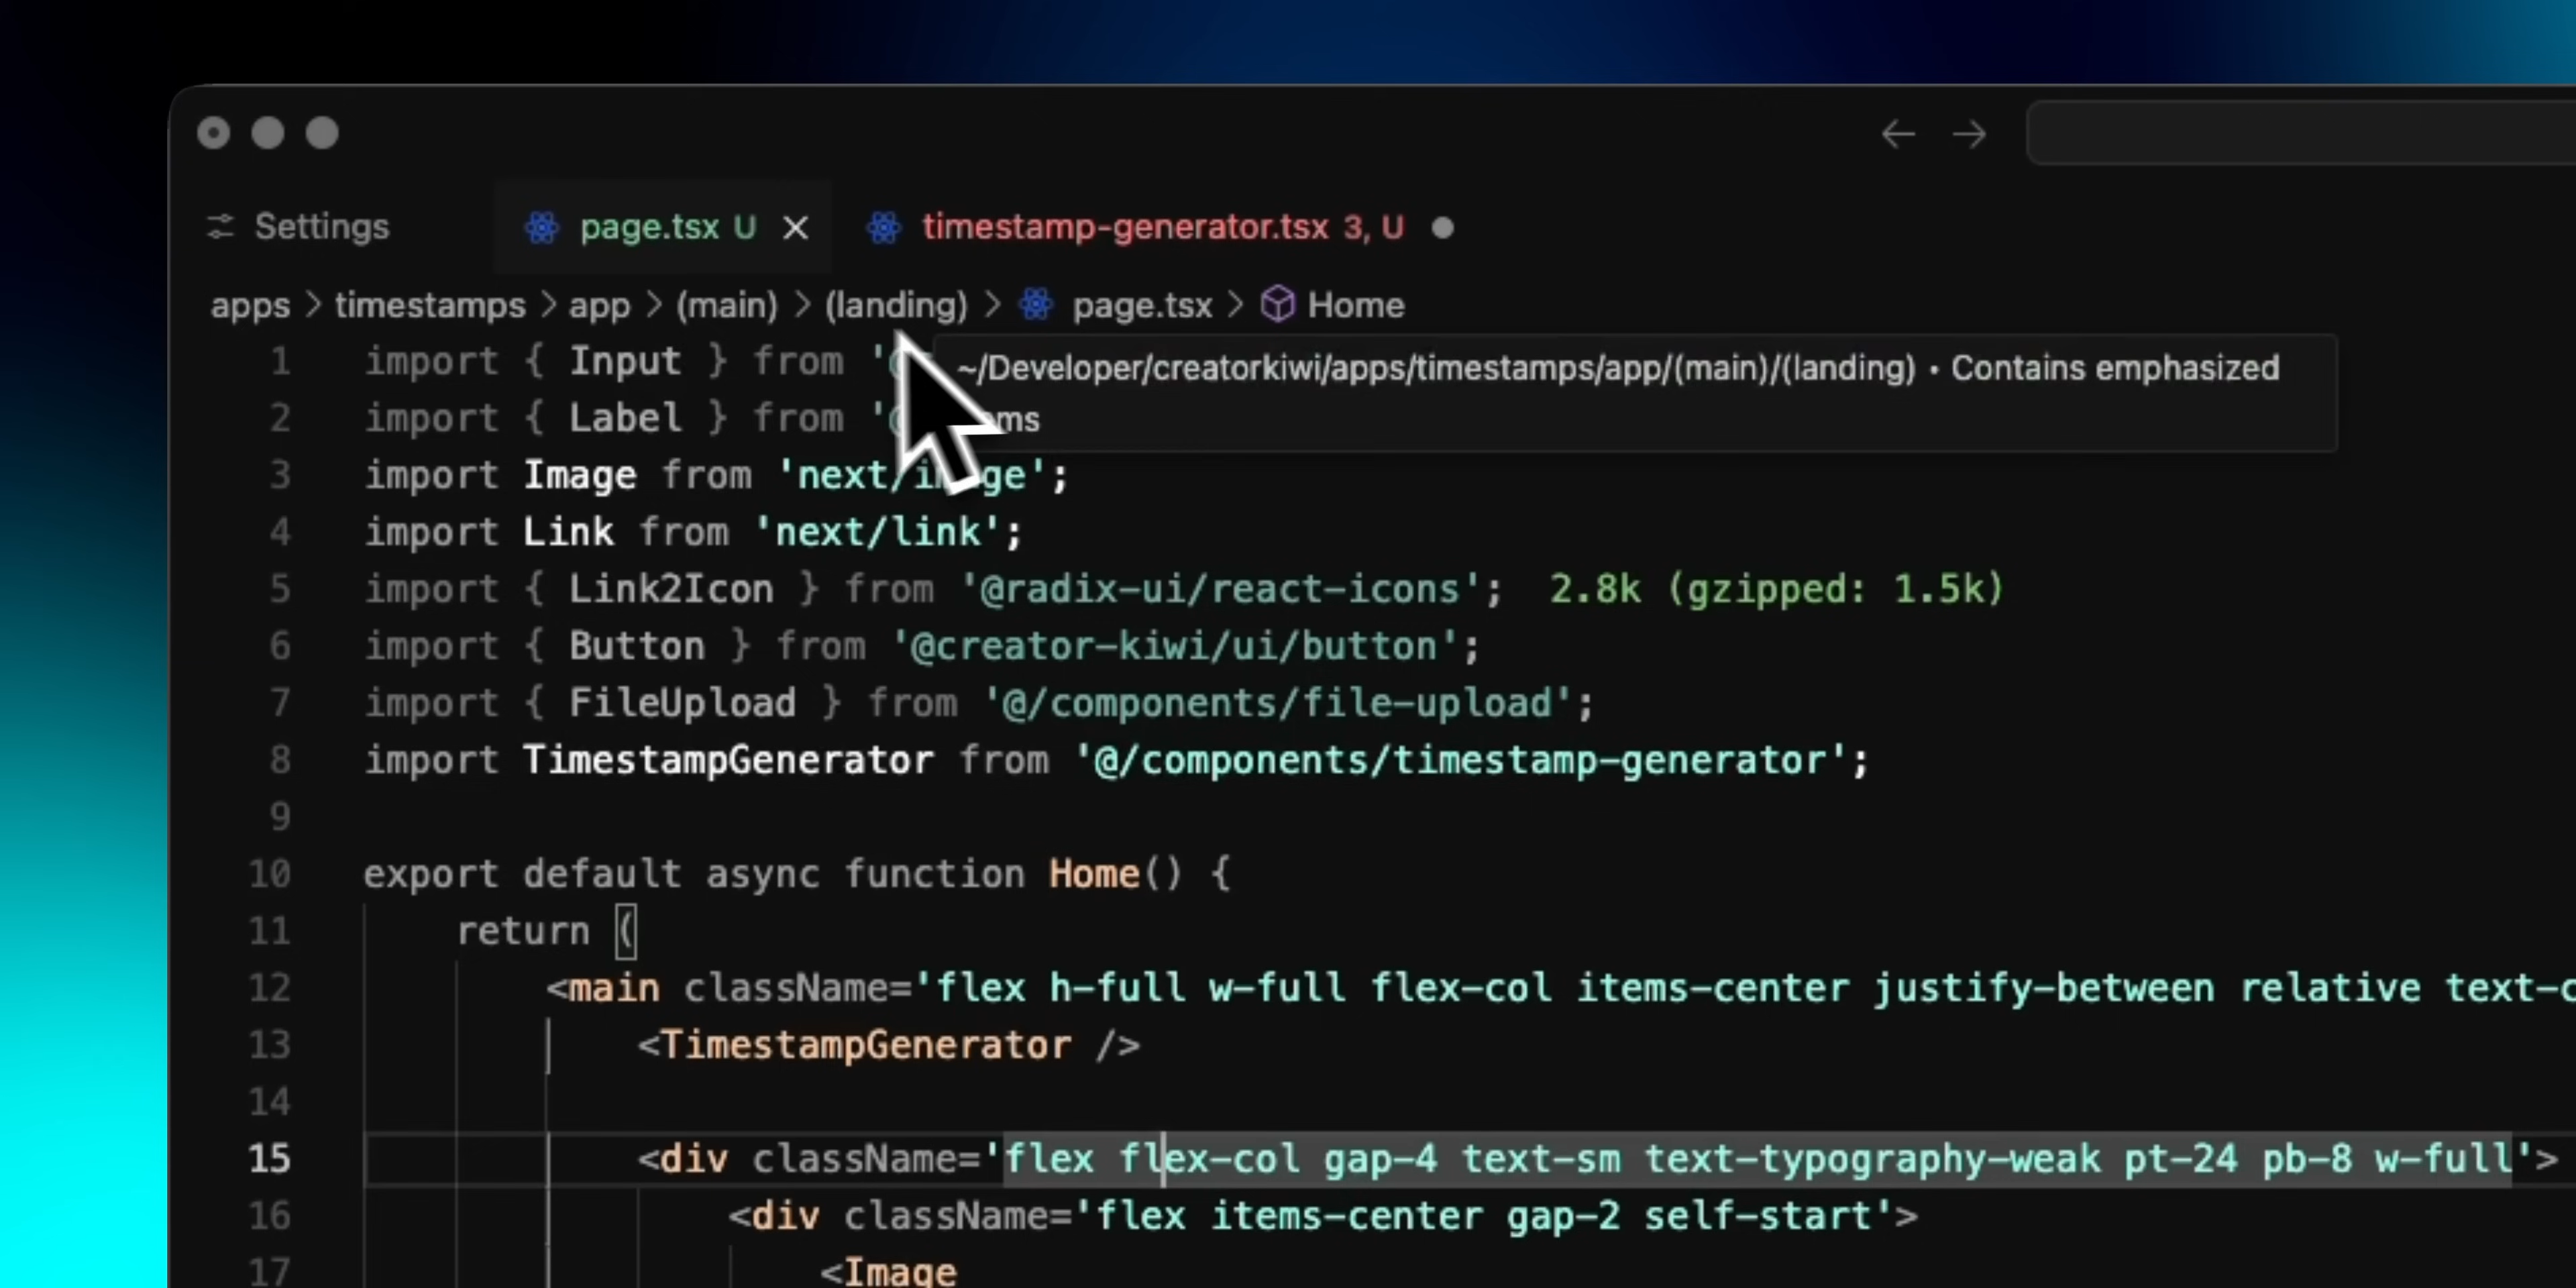 Settings page.tsx U timestamp-generator.tsx 3, U
apps > timestamps > app > (main) > (landing) > page.tsx > Home
~/Developer/creatorkiwi/apps/timestamps/app/(main)/(landing) • Contains emphasized
1 import { Input } from '@
2 import { Label } from '@
3 import Image from 'next/image';
4 import Link from 'next/link';
5 import { Link2Icon } from '@radix-ui/react-icons'; 2.8k (gzipped: 1.5k)
6 import { Button } from '@creator-kiwi/ui/button';
7 import { FileUpload } from '@/components/file-upload';
8 import TimestampGenerator from '@/components/timestamp-generator';
9
10 export default async function Home() {
11 return (
12 <main className='flex h-full w-full flex-col items-center justify-between relative text-c
13 <TimestampGenerator />
14
15 <div className='flex flex-col gap-4 text-sm text-typography-weak pt-24 pb-8 w-full'>
16 <div className='flex items-center gap-2 self-start'>
17 <Image